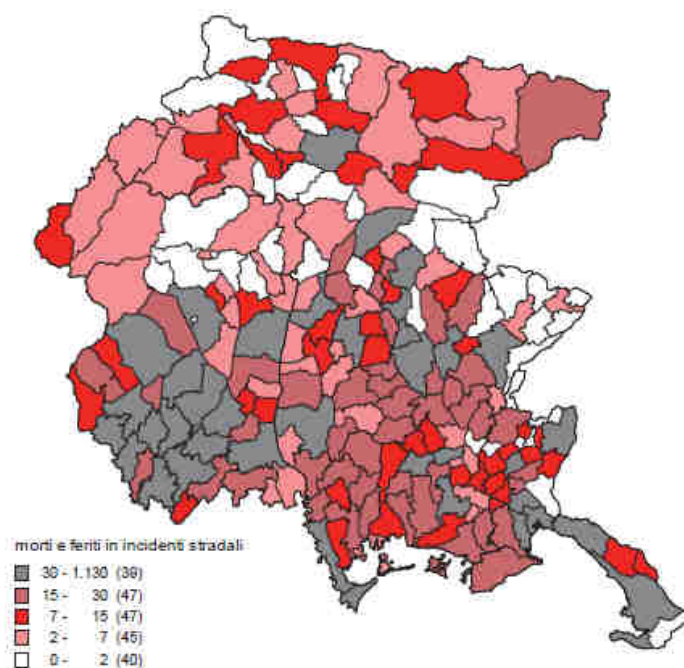 morti e feriti in incidenti stradali
30 - 1.130 (39)
15 - 30 (47)
7 - 15 (47)
2 - 7 (45)
0 - 2 (40)